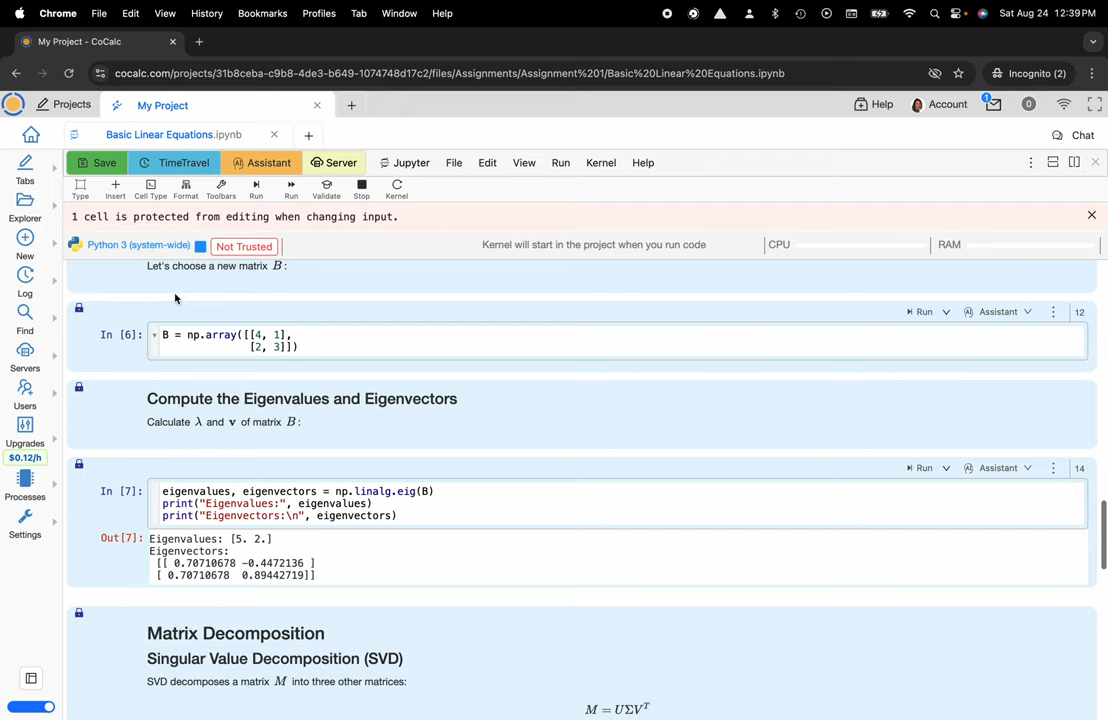 Chrome File Edit View History Bookmarks Profiles Tab Window Help Sat Aug 24 12:39 PM
My Project - CoCalc
cocalc.com/projects/31b8ceba-c9b8-4de3-b649-1074748d17c2/files/Assignments/Assignment%201/Basic%20Linear%20Equations.ipynb Incognito (2)
Projects My Project Help Account 1 0
Basic Linear Equations.ipynb Chat
Save TimeTravel Assistant Server Jupyter File Edit View Run Kernel Help
Type Insert Cell Type Format Toolbars Run Run Validate Stop Kernel
1 cell is protected from editing when changing input.
Python 3 (system-wide) Not Trusted Kernel will start in the project when you run code CPU RAM
Tabs
Explorer
New
Log
Find
Servers
Users
Upgrades
$0.12/h
Processes
Settings
Let's choose a new matrix B:
Run Assistant 12
In [6]: B = np.array([[4, 1],
[2, 3]])
Compute the Eigenvalues and Eigenvectors
Calculate λ and v of matrix B:
Run Assistant 14
In [7]: eigenvalues, eigenvectors = np.linalg.eig(B)
print("Eigenvalues:", eigenvalues)
print("Eigenvectors:\n", eigenvectors)
Out[7]: Eigenvalues: [5. 2.]
Eigenvectors:
[[ 0.70710678 -0.4472136 ]
[ 0.70710678 0.89442719]]
Matrix Decomposition
Singular Value Decomposition (SVD)
SVD decomposes a matrix M into three other matrices:
M = UΣV^T